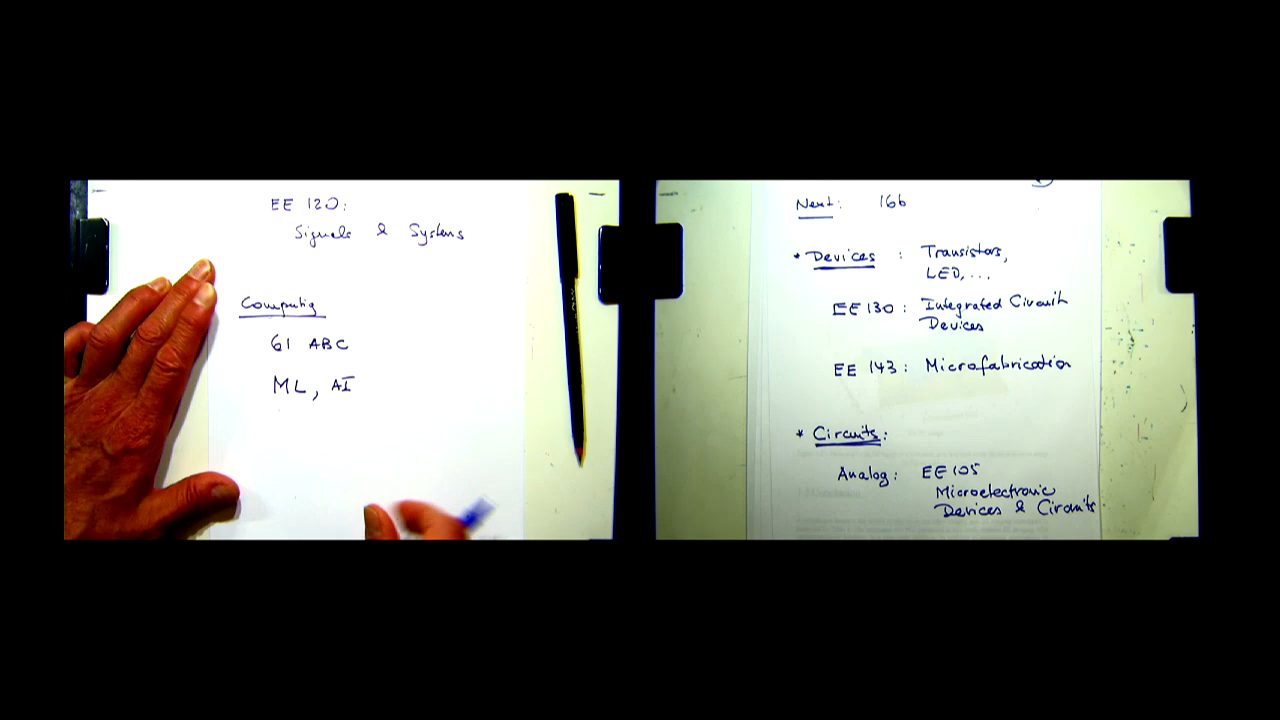 EE 120:
Signals & Systems
Computig
61 ABC
ML, AI
Next: 16b
* Devices : Transistors,
LED, ...
EE 130 : Integrated Circuit
Devices
EE 143 : Microfabrication
* Circuits:
Analog: EE 105
Microelectronic
Devices & Circuits